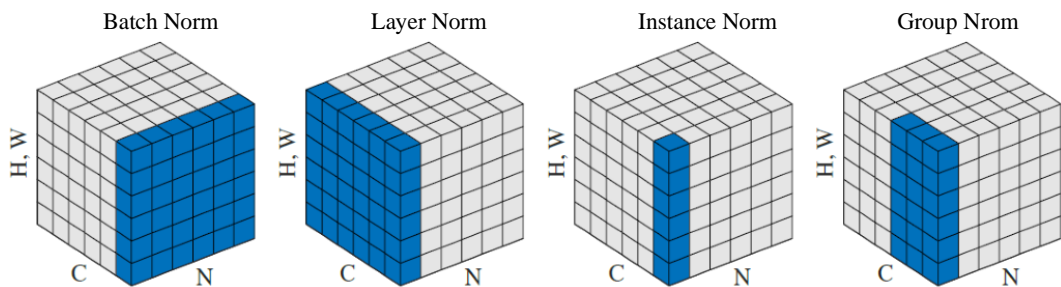 Batch Norm
Layer Norm
Instance Norm
Group Nrom
H, W
C
N
H, W
C
N
H, W
C
N
H, W
C
N